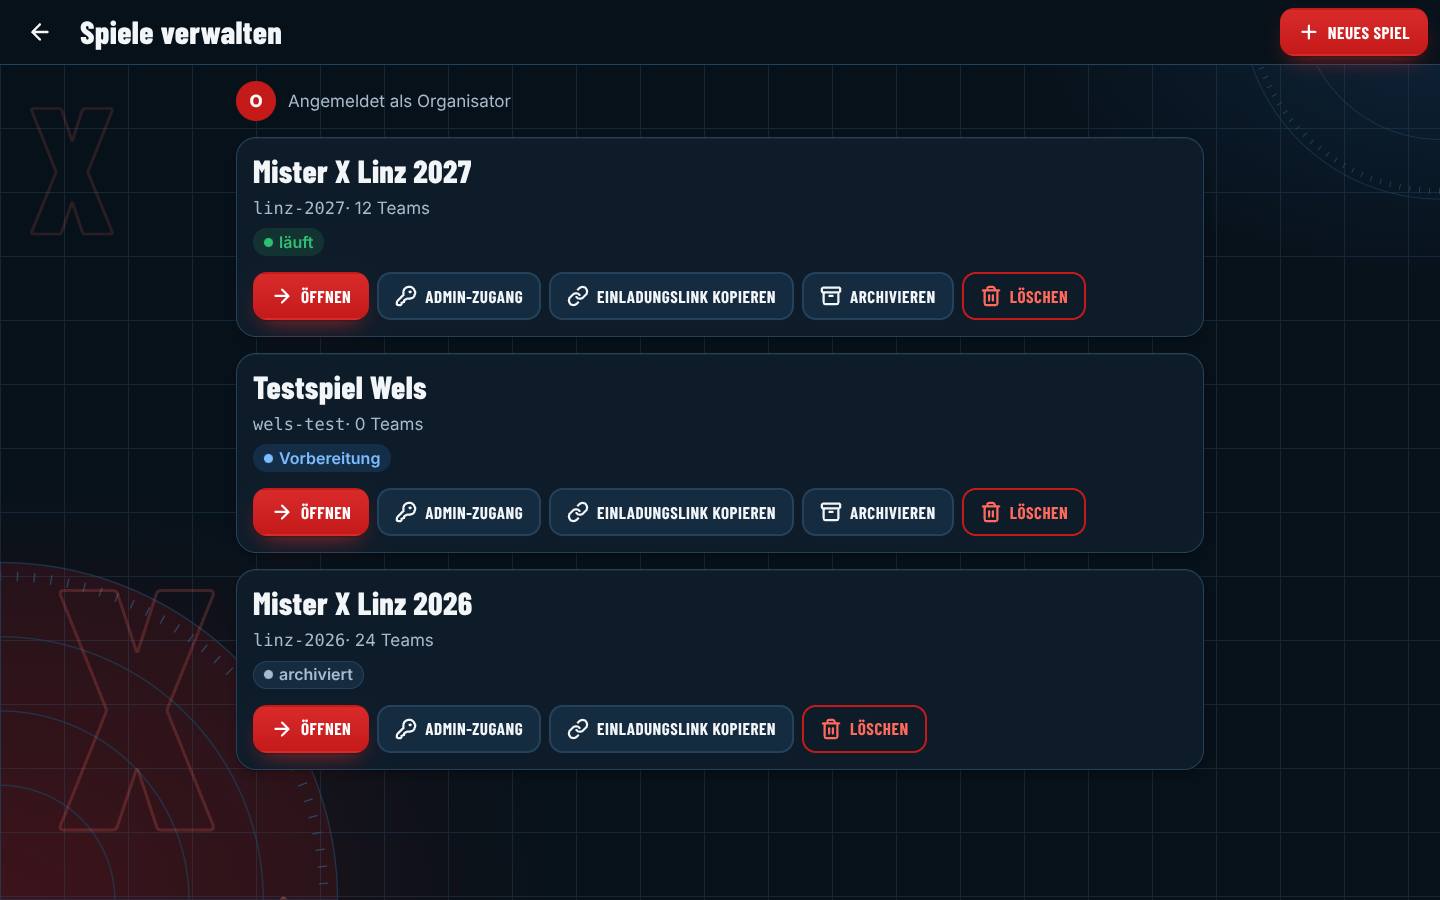 Spiele verwalten
NEUES SPIEL
O Angemeldet als Organisator
X
Mister X Linz 2027
linz-2027· 12 Teams
läuft
ÖFFNEN ADMIN-ZUGANG EINLADUNGSLINK KOPIEREN ARCHIVIEREN LÖSCHEN
Testspiel Wels
wels-test· 0 Teams
Vorbereitung
ÖFFNEN ADMIN-ZUGANG EINLADUNGSLINK KOPIEREN ARCHIVIEREN LÖSCHEN
X
Mister X Linz 2026
linz-2026· 24 Teams
archiviert
ÖFFNEN ADMIN-ZUGANG EINLADUNGSLINK KOPIEREN LÖSCHEN